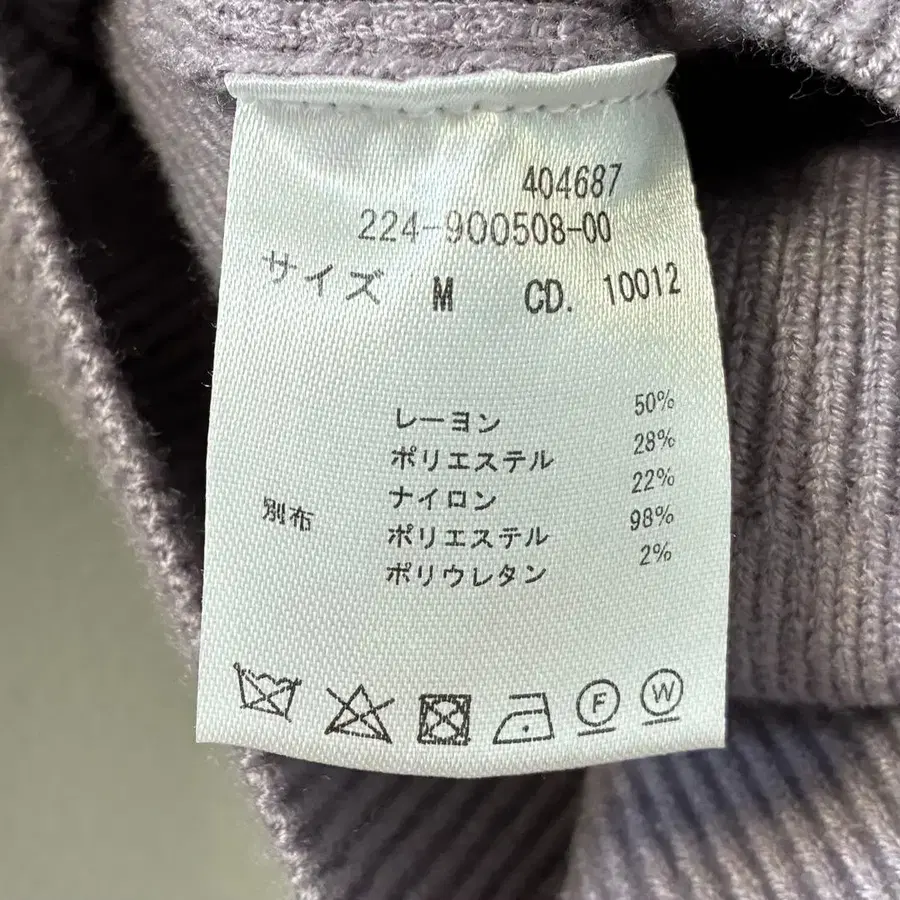 404687
224-900508-00
サイズ M CD. 10012
レーヨン 50%
ポリエステル 28%
ナイロン 22%
別布 ポリエステル 98%
ポリウレタン 2%
F W